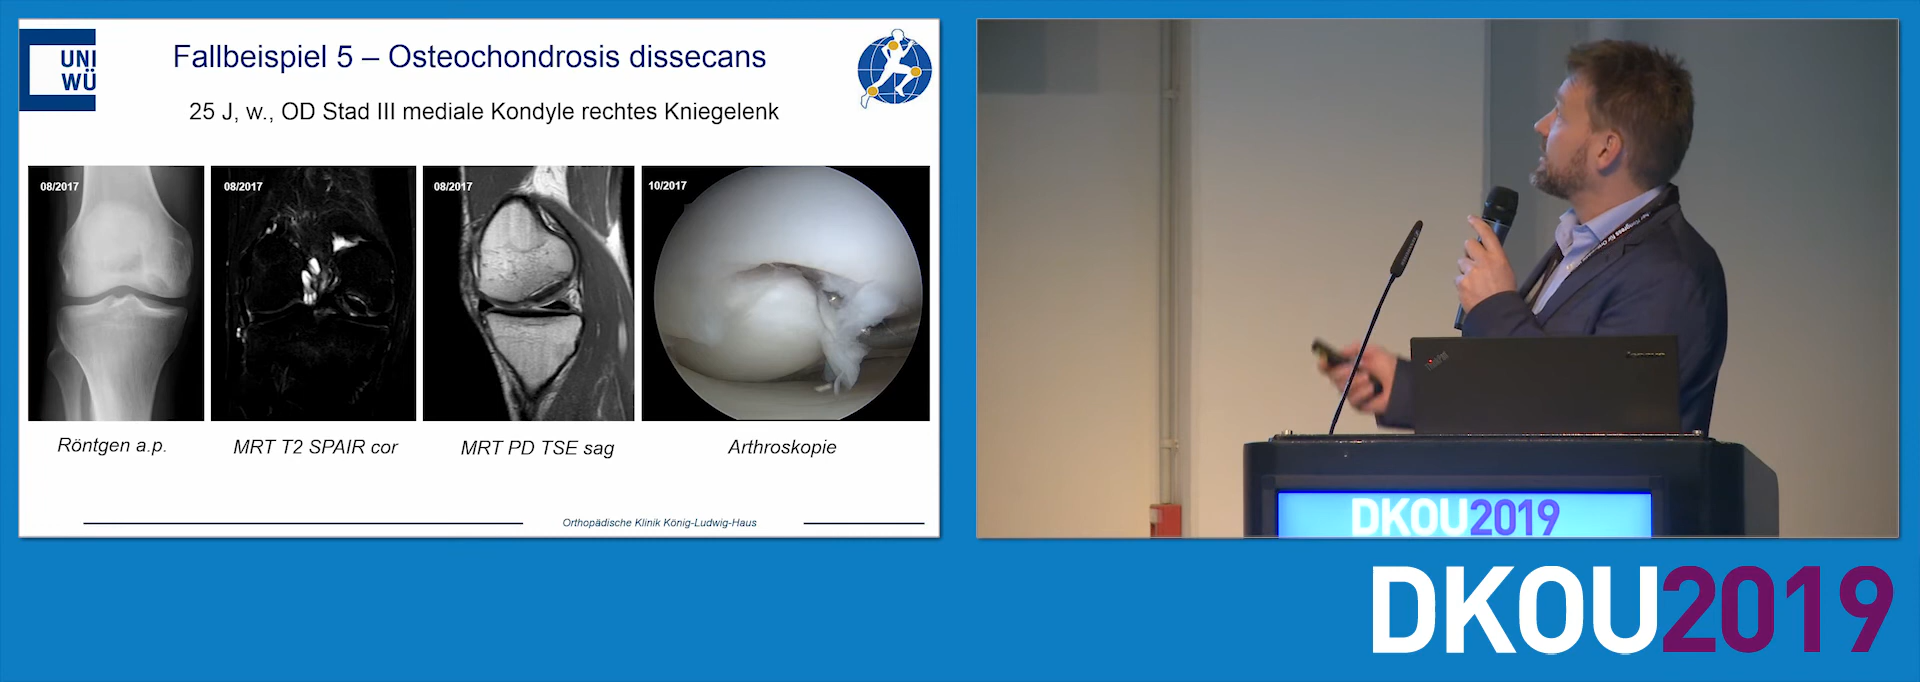 UNI
WÜ
Fallbeispiel 5 – Osteochondrosis dissecans
25 J, w., OD Stad III mediale Kondyle rechtes Kniegelenk
08/2017
08/2017
08/2017
10/2017
Röntgen a.p.
MRT T2 SPAIR cor
MRT PD TSE sag
Arthroskopie
Orthopädische Klinik König-Ludwig-Haus
DKOU2019
DKOU2019